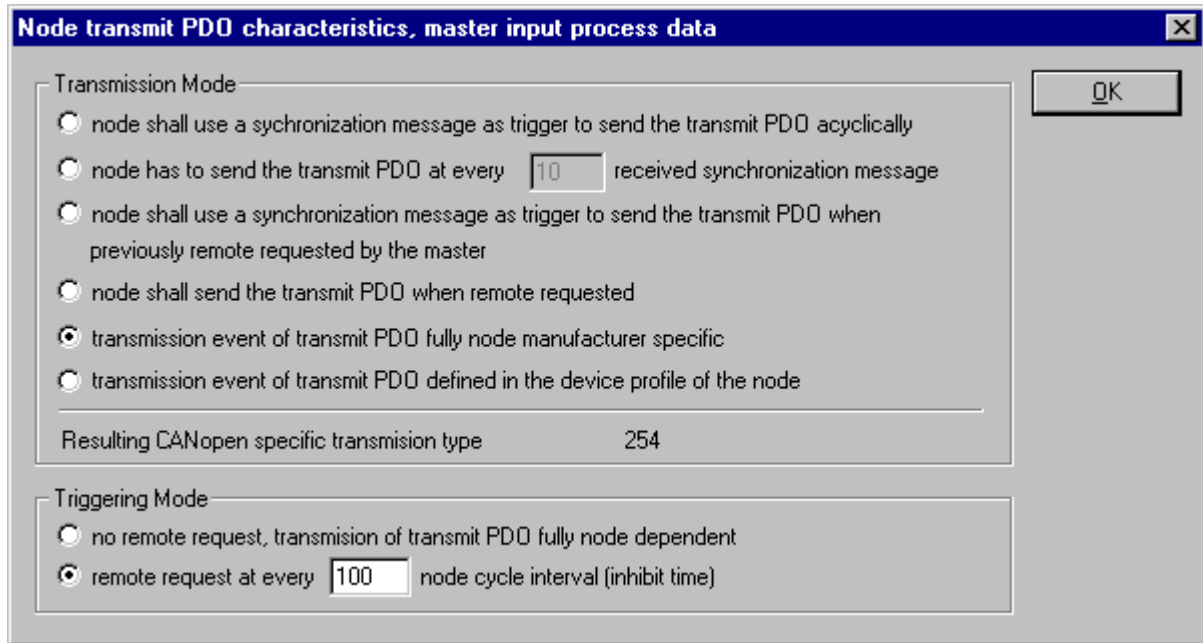 Node transmit PDO characteristics, master input process data
OK
Transmission Mode
node shall use a sychronization message as trigger to send the transmit PDO acyclically
node has to send the transmit PDO at every 10 received synchronization message
node shall use a synchronization message as trigger to send the transmit PDO when
previously remote requested by the master
node shall send the transmit PDO when remote requested
transmission event of transmit PDO fully node manufacturer specific
transmission event of transmit PDO defined in the device profile of the node
Resulting CANopen specific transmision type 254
Triggering Mode
no remote request, transmision of transmit PDO fully node dependent
remote request at every 100 node cycle interval (inhibit time)